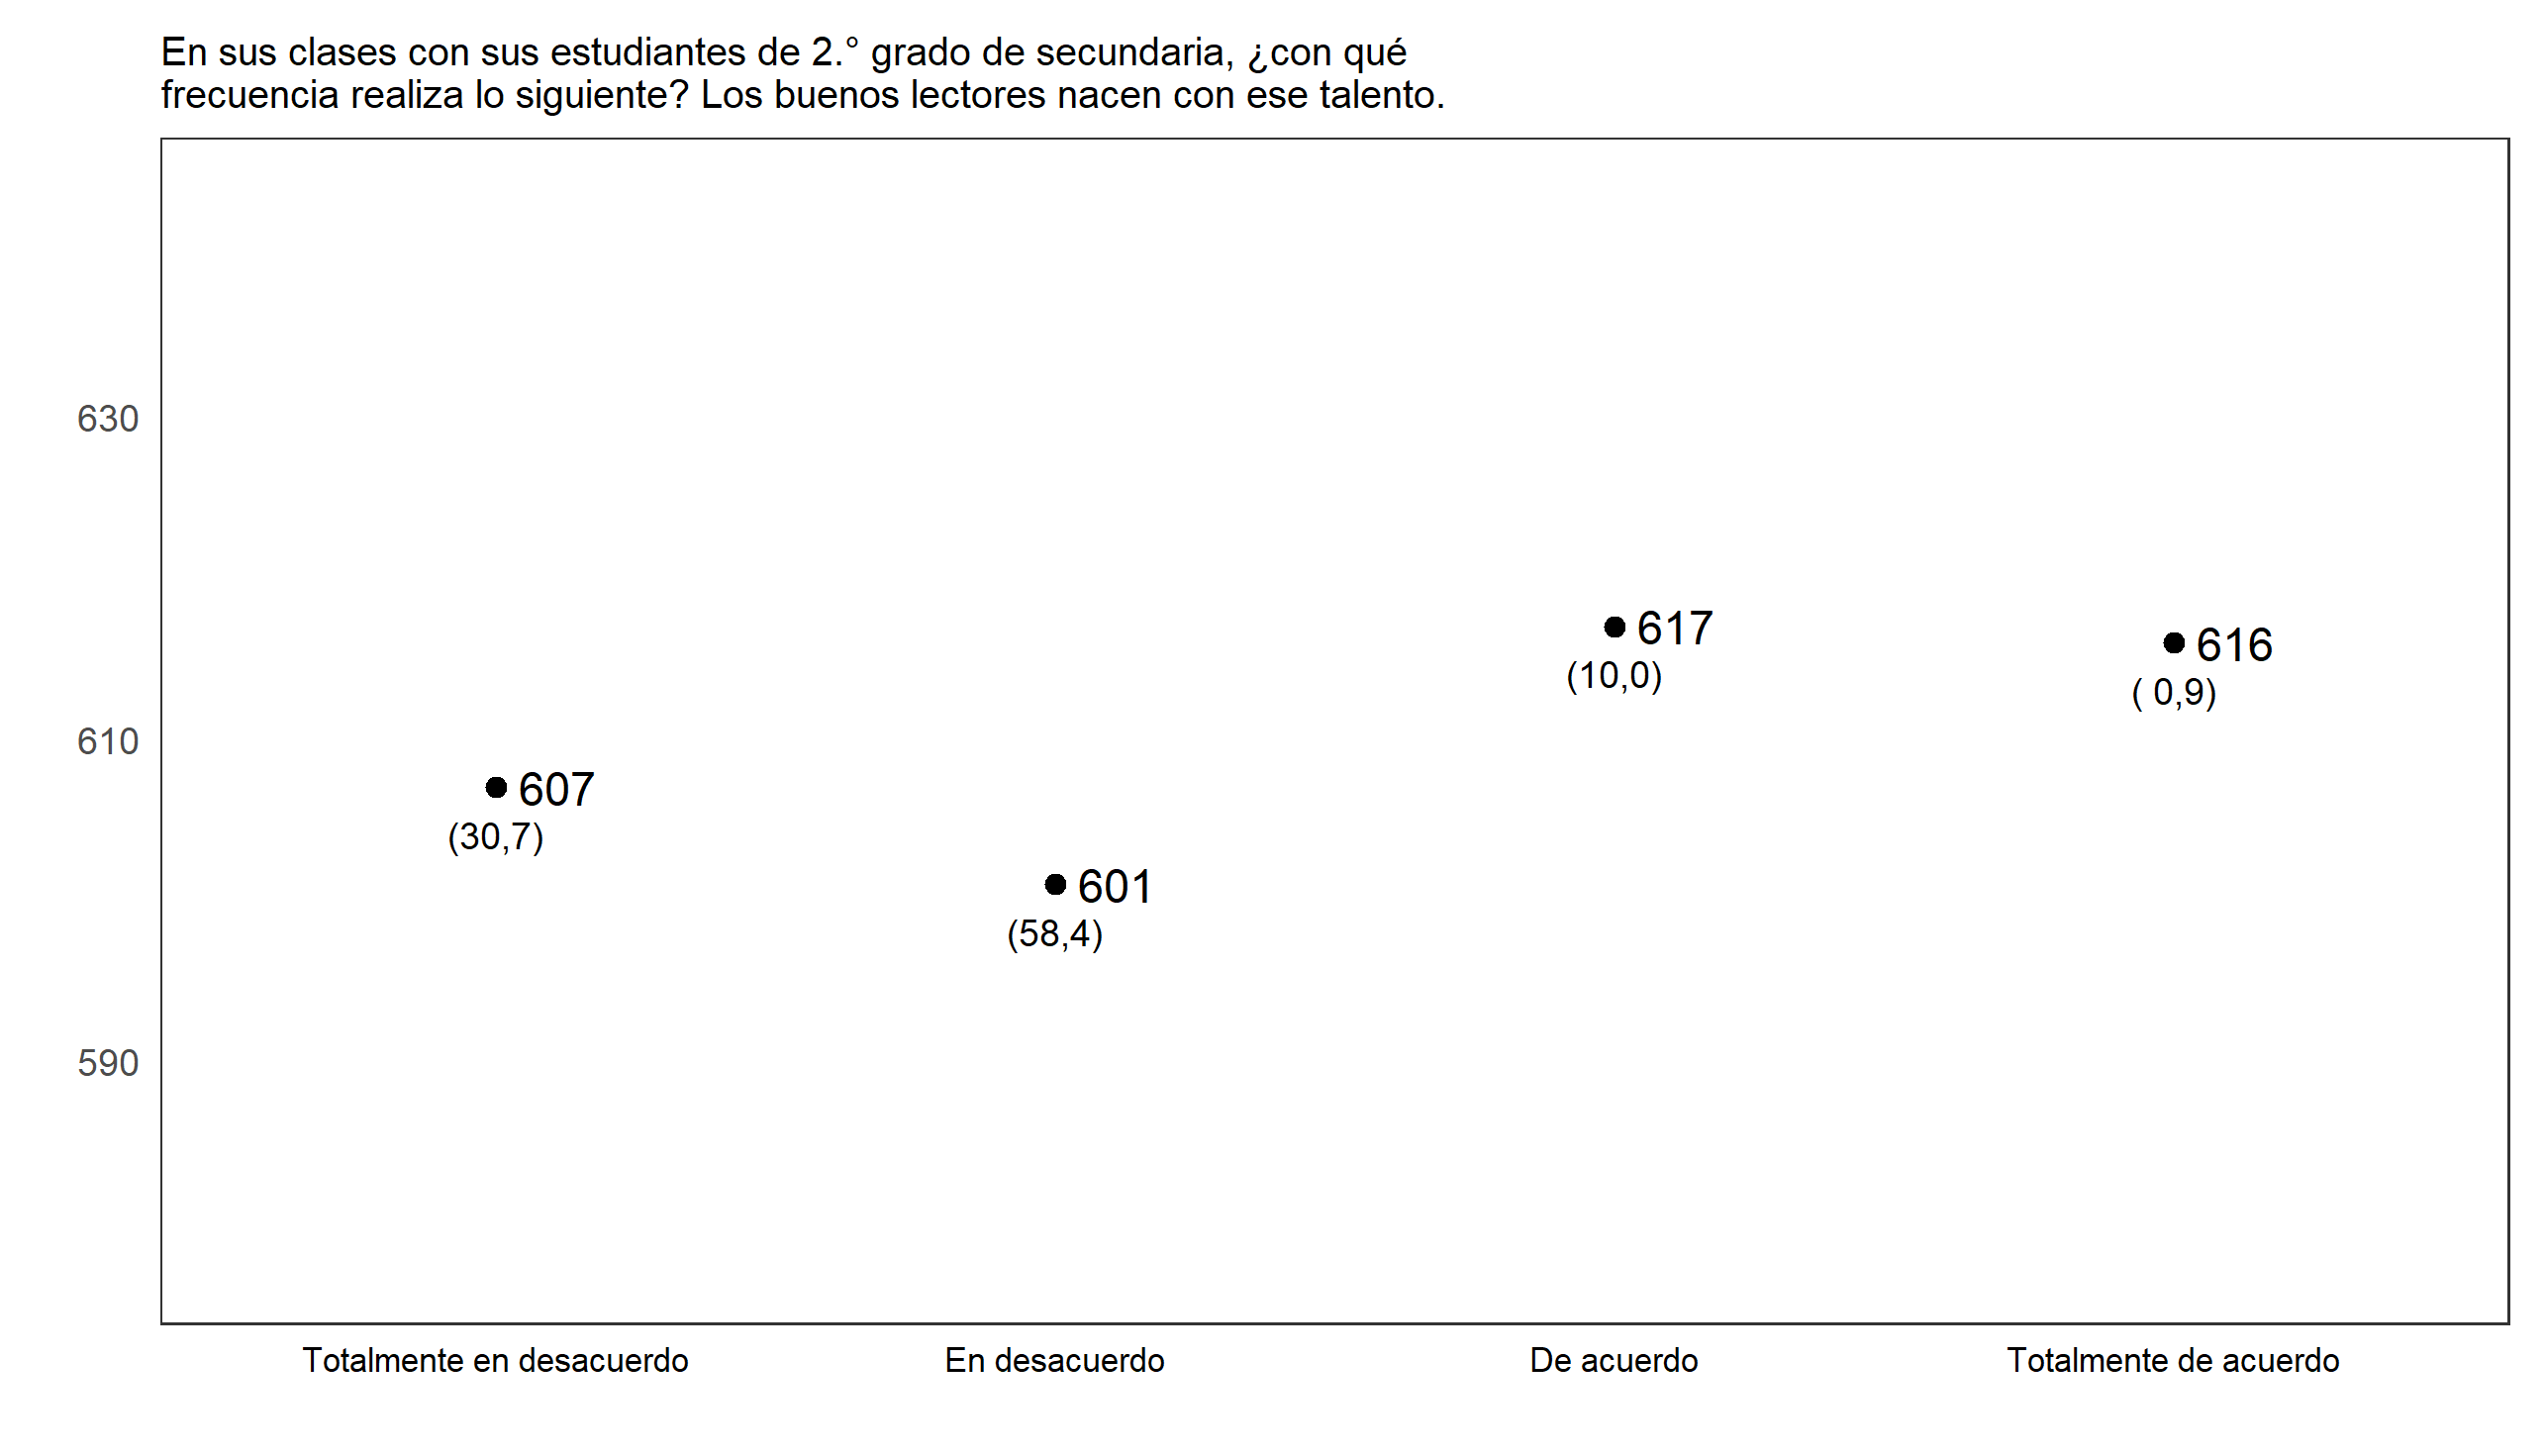 En sus clases con sus estudiantes de 2.° grado de secundaria, ¿con qué
frecuencia realiza lo siguiente? Los buenos lectores nacen con ese talento.
630
617
(10,0)
616
( 0,9)
610
607
(30,7)
601
(58,4)
590
Totalmente en desacuerdo
En desacuerdo
De acuerdo
Totalmente de acuerdo